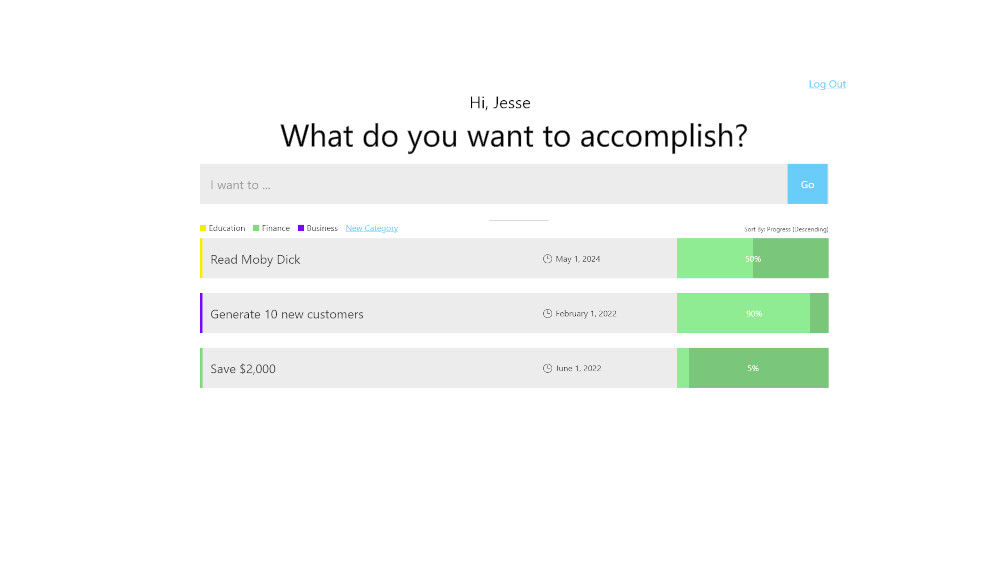 Log Out
Hi, Jesse
What do you want to accomplish?
I want to ...
Go
Education Finance Business New Category
Sort By: Progress (Descending)
Read Moby Dick May 1, 2024 50%
Generate 10 new customers February 1, 2022 90%
Save $2,000 June 1, 2022 5%